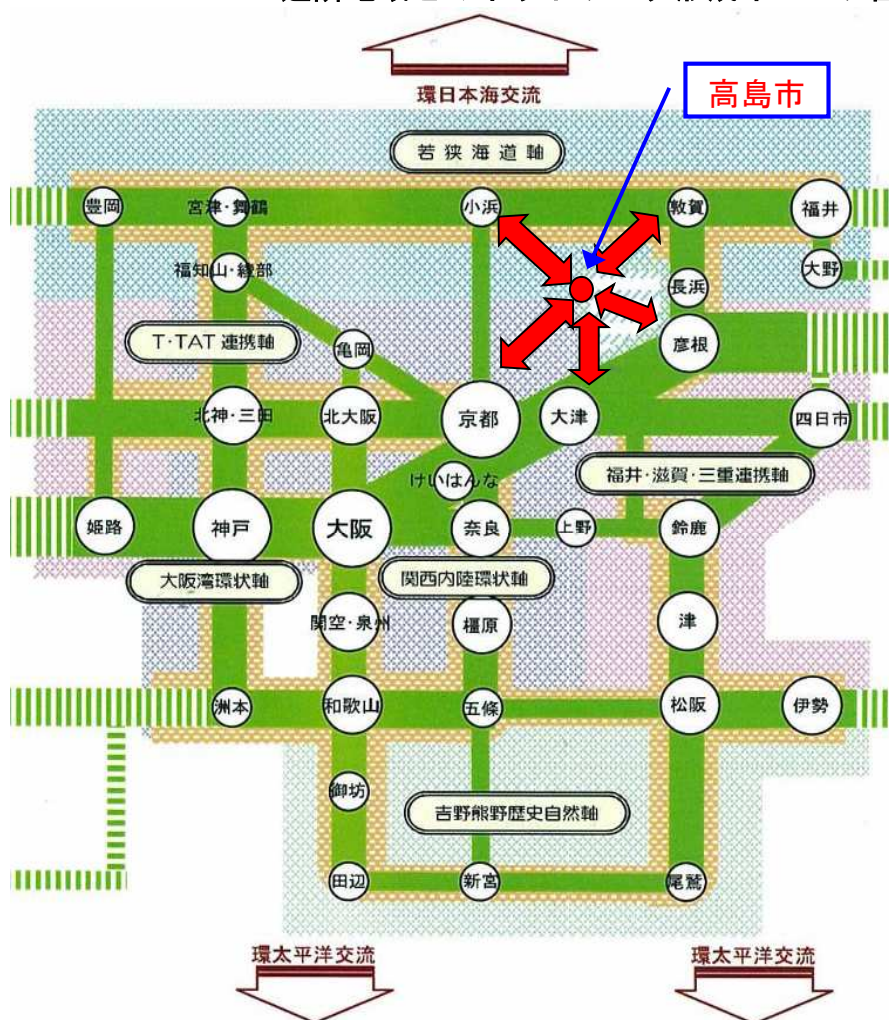 環日本海交流
高島市
若狭海道軸
豊岡
宮津・舞鶴
小浜
敦賀
福井
福知山・綾部
大野
長浜
T・TAT 連携軸
亀岡
彦根
北神・三田
北大阪
京都
大津
四日市
けいはんな
福井・滋賀・三重連携軸
姫路
神戸
大阪
奈良
上野
鈴鹿
大阪湾環状軸
関西内陸環状軸
関空・泉州
橿原
津
洲本
和歌山
五條
松阪
伊勢
御坊
吉野熊野歴史自然軸
田辺
新宮
尾鷲
環太平洋交流
環太平洋交流